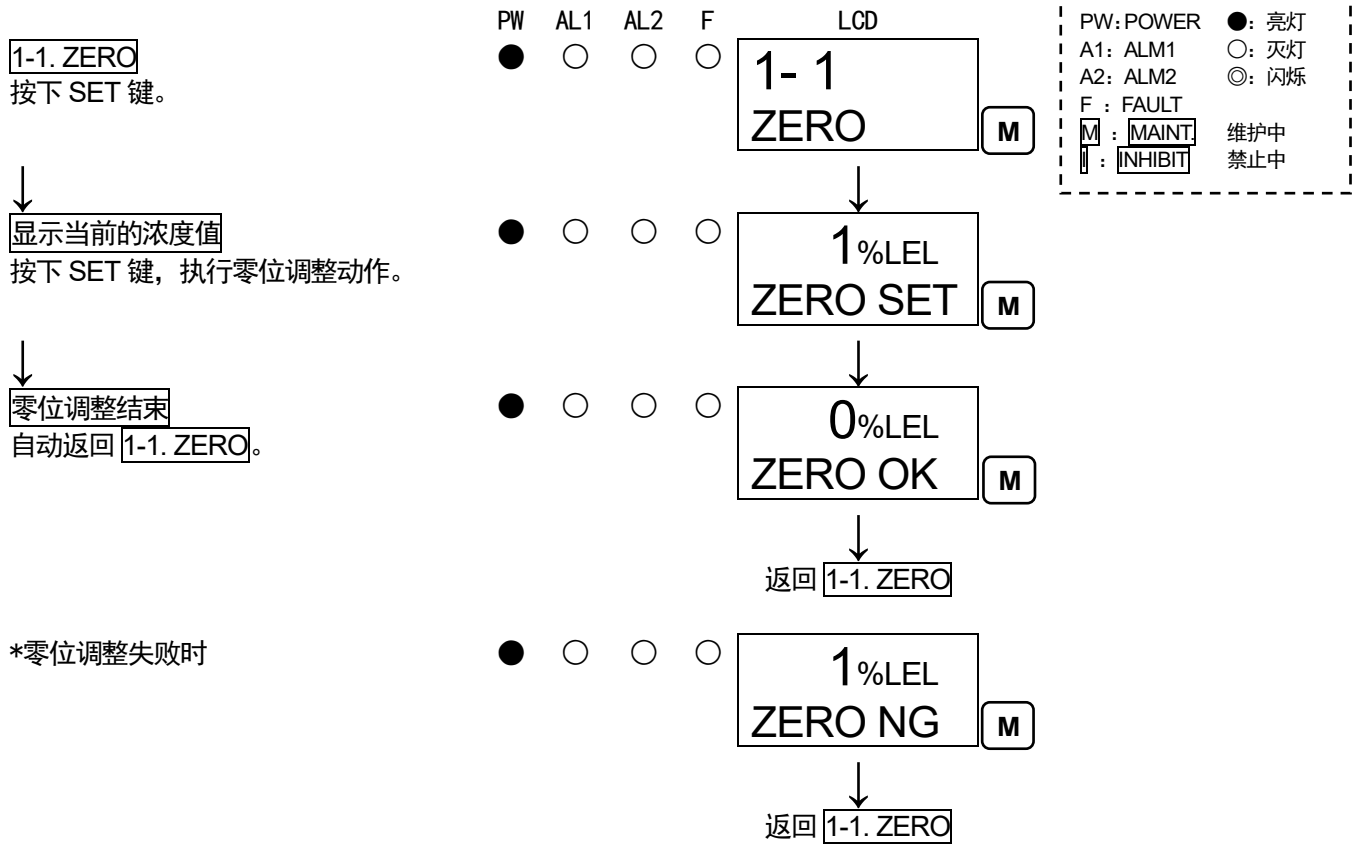 PW AL1 AL2 F LCD
PW:POWER ●：亮灯
A1：ALM1 ○：灭灯
A2：ALM2 ◎：闪烁
F ：FAULT
M ：MAINT. 维护中
I ：INHIBIT 禁止中
1-1. ZERO
按下 SET 键。
● ○ ○ ○
1- 1
ZERO
M
↓
显示当前的浓度值
按下 SET 键，执行零位调整动作。
● ○ ○ ○
1%LEL
ZERO SET
M
↓
零位调整结束
自动返回 1-1. ZERO。
● ○ ○ ○
0%LEL
ZERO OK
M
↓
返回 1-1. ZERO
*零位调整失败时
● ○ ○ ○
1%LEL
ZERO NG
M
↓
返回 1-1. ZERO